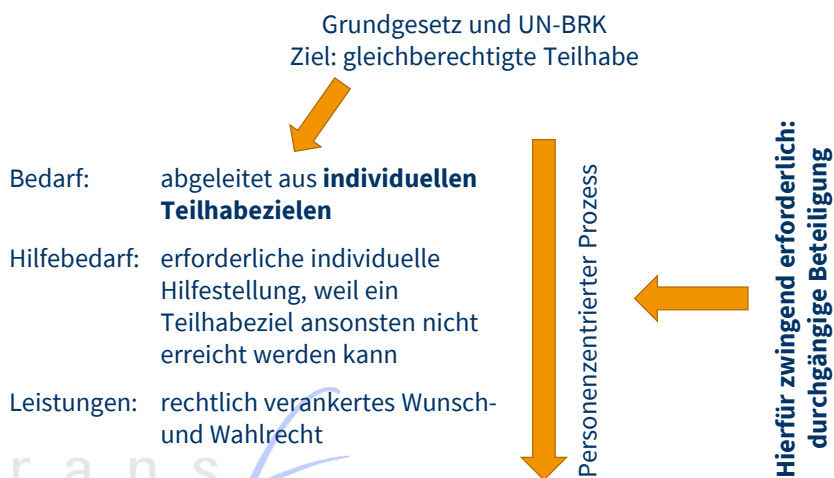 Grundgesetz und UN-BRK
Ziel: gleichberechtigte Teilhabe
Bedarf: abgeleitet aus individuellen
Teilhabezielen
Hilfebedarf: erforderliche individuelle
Hilfestellung, weil ein
Teilhabeziel ansonsten nicht
erreicht werden kann
Leistungen: rechtlich verankertes Wunsch-
und Wahlrecht
Personenzentrierter Prozess
Hierfür zwingend erforderlich:
durchgängige Beteiligung
rans